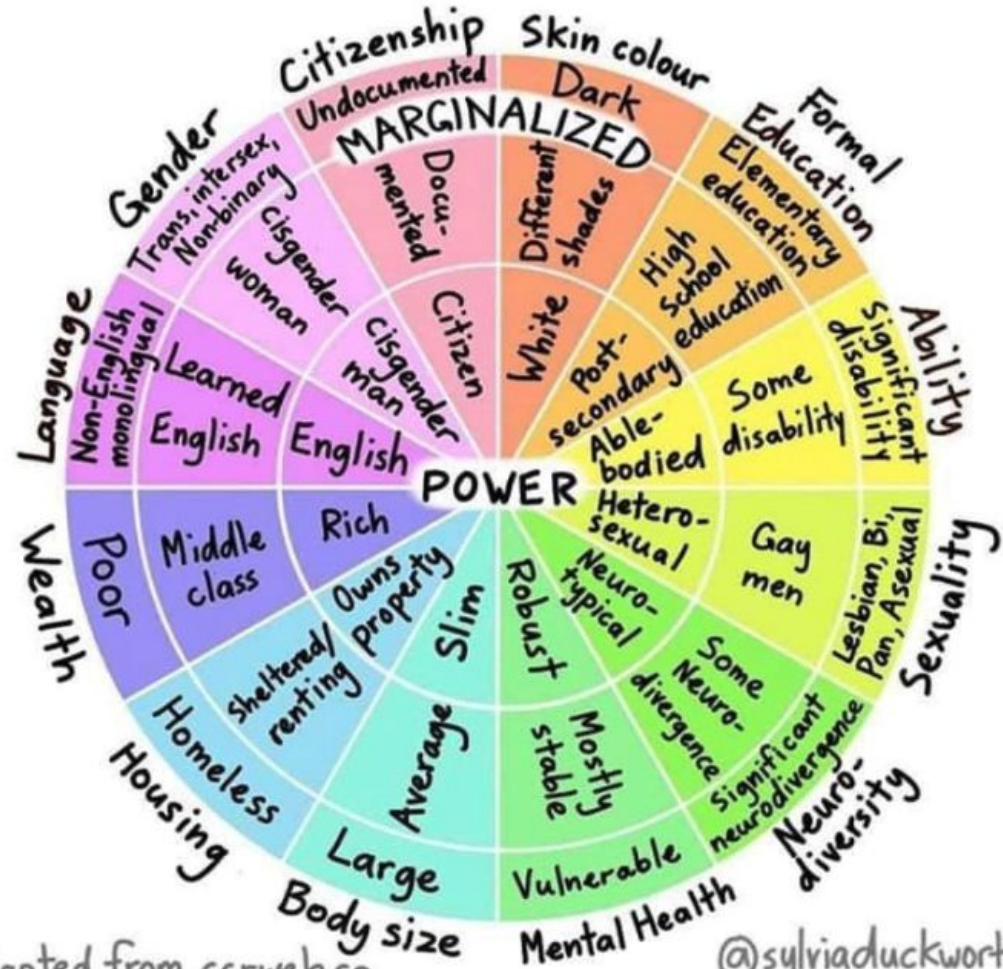 Citizenship
Undocumented
Docu-
mented
Citizen
Skin colour
Dark
Different
shades
White
Formal
Education
Elementary
education
High
school
education
Post-
secondary
Ability
Significant
disability
Some
disability
Able-
bodied
Sexuality
Lesbian, Bi,
Pan, Asexual
Gay
men
Hetero-
sexual
Neuro-
diversity
Significant
neurodivergence
Some
Neuro-
divergence
Neuro-
typical
Mental Health
Vulnerable
Mostly
stable
Robust
Body size
Large
Average
Slim
Housing
Homeless
Sheltered/
renting
Owns
property
Wealth
Poor
Middle
class
Rich
Language
Non-English
monolingual
Learned
English
English
Gender
Trans, intersex,
Non-binary
cisgender
woman
cisgender
man
MARGINALIZED
POWER
@sylviaduckwort